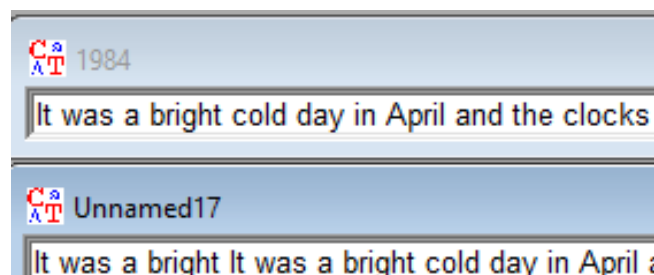 1984
It was a bright cold day in April and the clocks
Unnamed17
It was a bright It was a bright cold day in April